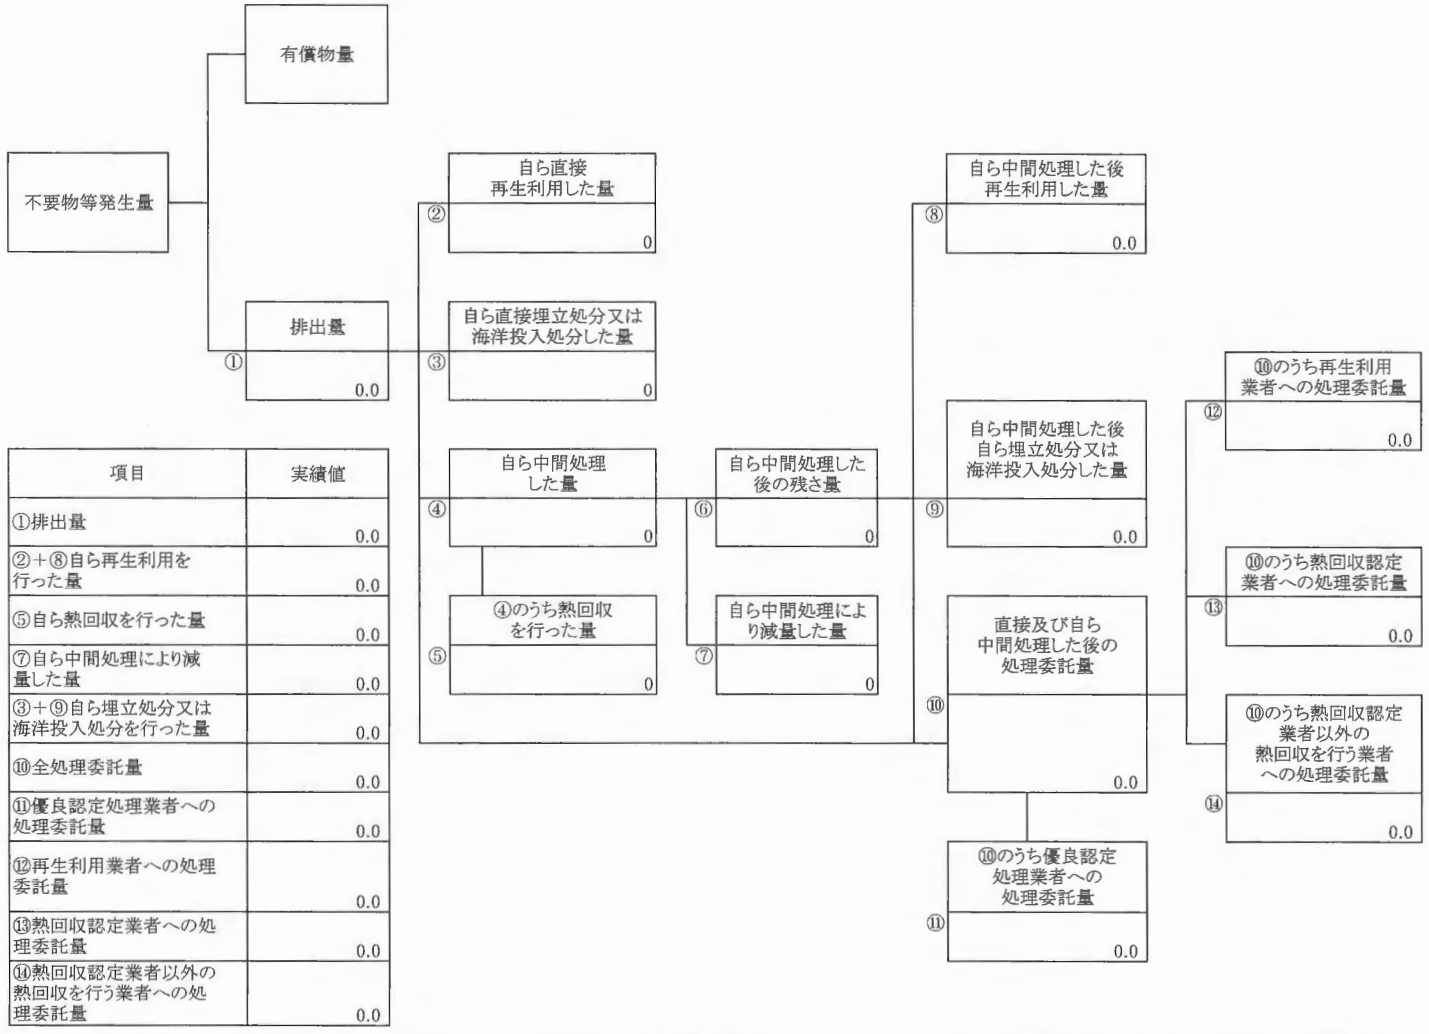 有償物量
不要物等発生量
排出量
①
0.0
自ら直接
再生利用した量
②
0
自ら直接埋立処分又は
海洋投入処分した量
③
0
自ら中間処理
した量
④
0
④のうち熱回収
を行った量
⑤
0
自ら中間処理した
後の残さ量
⑥
0
自ら中間処理によ
り減量した量
⑦
0
自ら中間処理した後
再生利用した量
⑧
0.0
自ら中間処理した後
自ら埋立処分又は
海洋投入処分した量
⑨
0.0
直接及び自ら
中間処理した後の
処理委託量
⑩
0.0
⑩のうち優良認定
処理業者への
処理委託量
⑪
0.0
⑩のうち再生利用
業者への処理委託量
⑫
0.0
⑩のうち熱回収認定
業者への処理委託量
⑬
0.0
⑩のうち熱回収認定
業者以外の
熱回収を行う業者
への処理委託量
⑭
0.0
項目 実績値
①排出量
0.0
②+⑧自ら再生利用を
行った量
0.0
⑤自ら熱回収を行った量
0.0
⑦自ら中間処理により減
量した量
0.0
③+⑨自ら埋立処分又は
海洋投入処分を行った量
0.0
⑩全処理委託量
0.0
⑪優良認定処理業者への
処理委託量
0.0
⑫再生利用業者への処理
委託量
0.0
⑬熱回収認定業者への処
理委託量
0.0
⑭熱回収認定業者以外の
熱回収を行う業者への処
理委託量
0.0